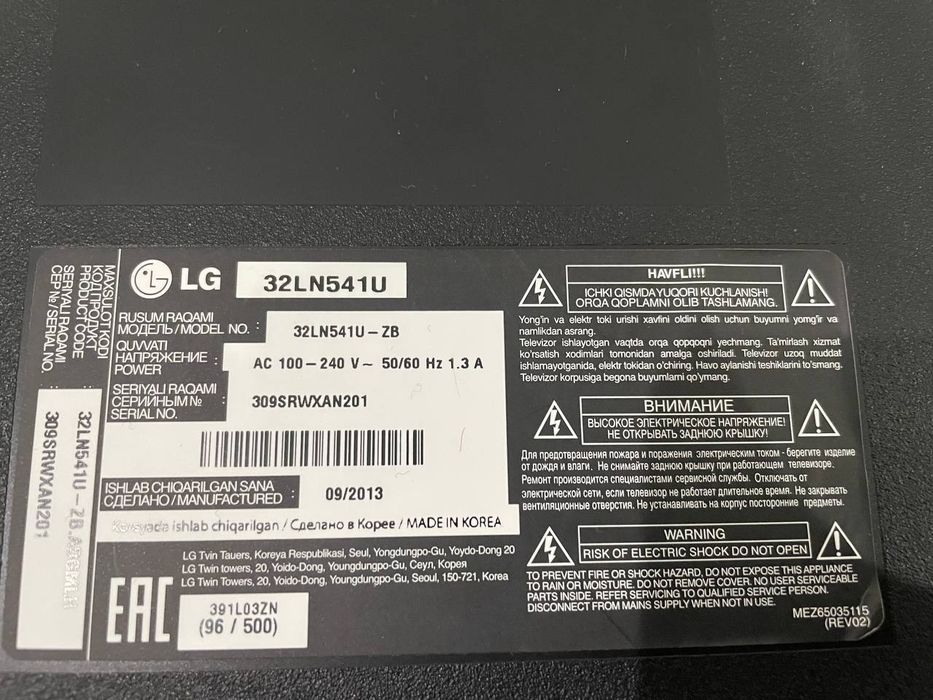 MAXSULOT KODI
КОД ПРОДУКТ
PRODUCT CODE
SERIYALI RAQAMI
CEP №/SERIAL NO.
32LN541U - ZB
309SRWXAN201
LG
32LN541U
RUSUM RAQAMI
МОДЕЛЬ/MODEL NO. :
32LN541U-ZB
QUVVATI
НАПРЯЖЕНИЕ :
POWER
AC 100-240 V~ 50/60 Hz 1.3 A
SERIYALI RAQAMI
СЕРИЙНЫМ № :
SERIAL NO.
309SRWXAN201
ISHLAB CHIQARILGAN SANA
СДЕЛАНО/MANUFACTURED :
09/2013
Koreyada ishlab chiqarilgan / Сделано в Корее / MADE IN KOREA
LG Tvin Tauers, Koreya Respublikasi, Seul, Yongdungpo-Gu, Yoydo-Dong 20
LG Twin towers, 20, Yoido-Dong, Youngdungpo-Gu, Сеул, Корея
LG Twin towers, 20, Yoido-Dong, Youngdungpo-Gu, Seoul, 150-721, Korea
EAC
391L03ZN
(96 / 500)
HAVFLI!!!
ICHKI QISMDAYUQORI KUCHLANISH!
ORQA QOPLAMNI OLIB TASHLAMANG.
Yong'in va elektr toki urishi xavfini oldini olish uchun buyumni yomg'ir va
namlikdan asrang.
Televizor ishlayotgan vaqtda orqa qopqoqni yechmang. Ta'mirlash xizmat
ko'rsatish xodimlari tomonidan amalga oshiriladi. Televizor uzoq muddat
ishlamayotganida, elektr tokidan o'chiring. Havo aylanishi teshiklarini to'smang.
Televizor korpusiga begona buyumlarni qo'ymang.
ВНИМАНИЕ
ВЫСОКОЕ ЭЛЕКТРИЧЕСКОЕ НАПРЯЖЕНИЕ!
НЕ ОТКРЫВАТЬ ЗАДНЮЮ КРЫШКУ!
Для предотвращения пожара и поражения электрическим током - берегите изделие
от дождя и влаги. Не снимайте заднюю крышку при работающем телевизоре.
Ремонт производится специалистами сервисной службы. Отключать от
электрической сети, если телевизор не работает длительное время. Не закрывать
вентиляционные отверстия. Не устанавливать на корпус посторонние предметы.
WARNING
RISK OF ELECTRIC SHOCK DO NOT OPEN
TO PREVENT FIRE OR SHOCK HAZARD, DO NOT EXPOSE THIS APPLIANCE
TO RAIN OR MOISTURE. DO NOT REMOVE COVER. NO USER SERVICEABLE
PARTS INSIDE. REFER SERVICING TO QUALIFIED SERVICE PERSON.
DISCONNECT FROM MAINS SUPPLY WHEN NOT IN USE.
MEZ65035115
(REV02)